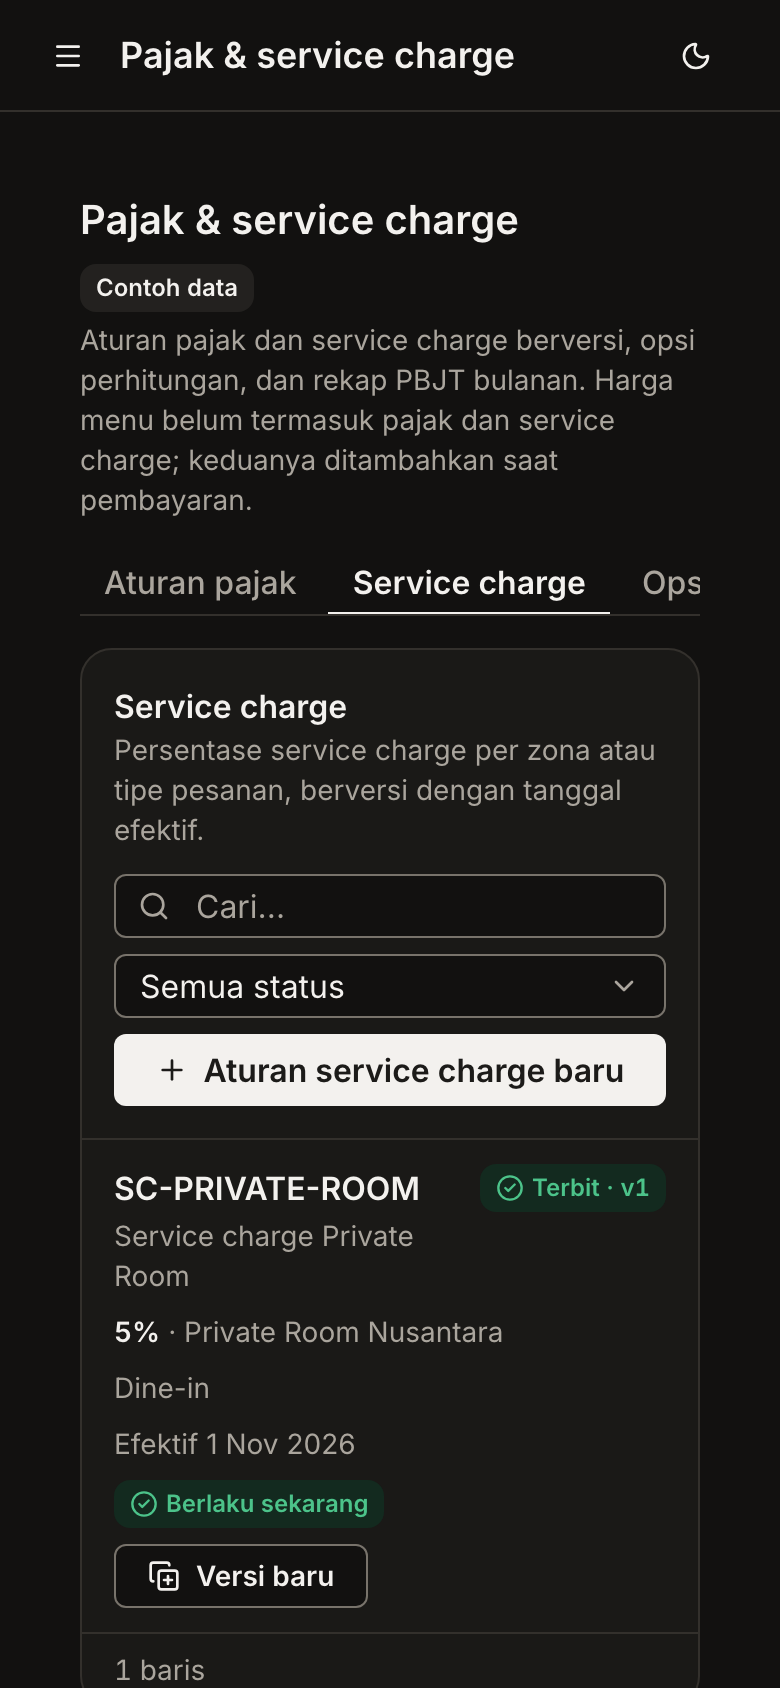 Pajak & service charge
Pajak & service charge
Contoh data
Aturan pajak dan service charge berversi, opsi
perhitungan, dan rekap PBJT bulanan. Harga
menu belum termasuk pajak dan service
charge; keduanya ditambahkan saat
pembayaran.
Aturan pajak
Service charge
Ops
Service charge
Persentase service charge per zona atau
tipe pesanan, berversi dengan tanggal
efektif.
Cari...
Semua status
Aturan service charge baru
SC-PRIVATE-ROOM
Terbit · v1
Service charge Private
Room
5% · Private Room Nusantara
Dine-in
Efektif 1 Nov 2026
Berlaku sekarang
Versi baru
1 baris